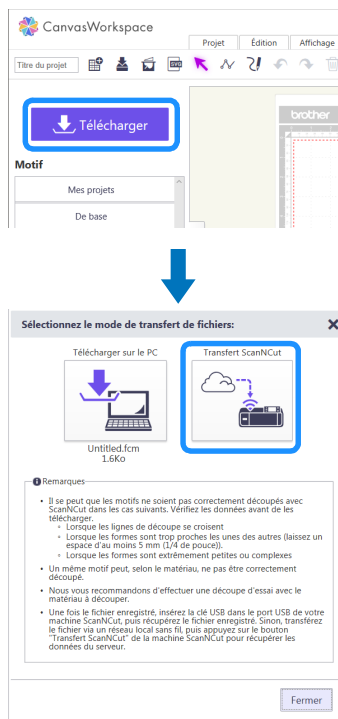 CanvasWorkspace
Projet
Édition
Affichage
Titre du projet
SVG
Télécharger
Motif
Mes projets
De base
brother
Sélectionnez le mode de transfert de fichiers:
Télécharger sur le PC
Transfert ScanNCut
Untitled.fcm
1.6Ko
Remarques
• Il se peut que les motifs ne soient pas correctement découpés avec
ScanNCut dans les cas suivants. Vérifiez les données avant de les
télécharger.
◦ Lorsque les lignes de découpe se croisent
◦ Lorsque les formes sont trop proches les unes des autres (laissez un
espace d'au moins 5 mm (1/4 de pouce)).
◦ Lorsque les formes sont extrêmement petites ou complexes
• Un même motif peut, selon le matériau, ne pas être correctement
découpé.
• Nous vous recommandons d'effectuer une découpe d'essai avec le
matériau à découper.
• Une fois le fichier enregistré, insérez la clé USB dans le port USB de votre
machine ScanNCut, puis récupérez le fichier enregistré. Sinon, transférez
le fichier via un réseau local sans fil, puis appuyez sur le bouton
"Transfert ScanNCut" de la machine ScanNCut pour récupérer les
données du serveur.
Fermer